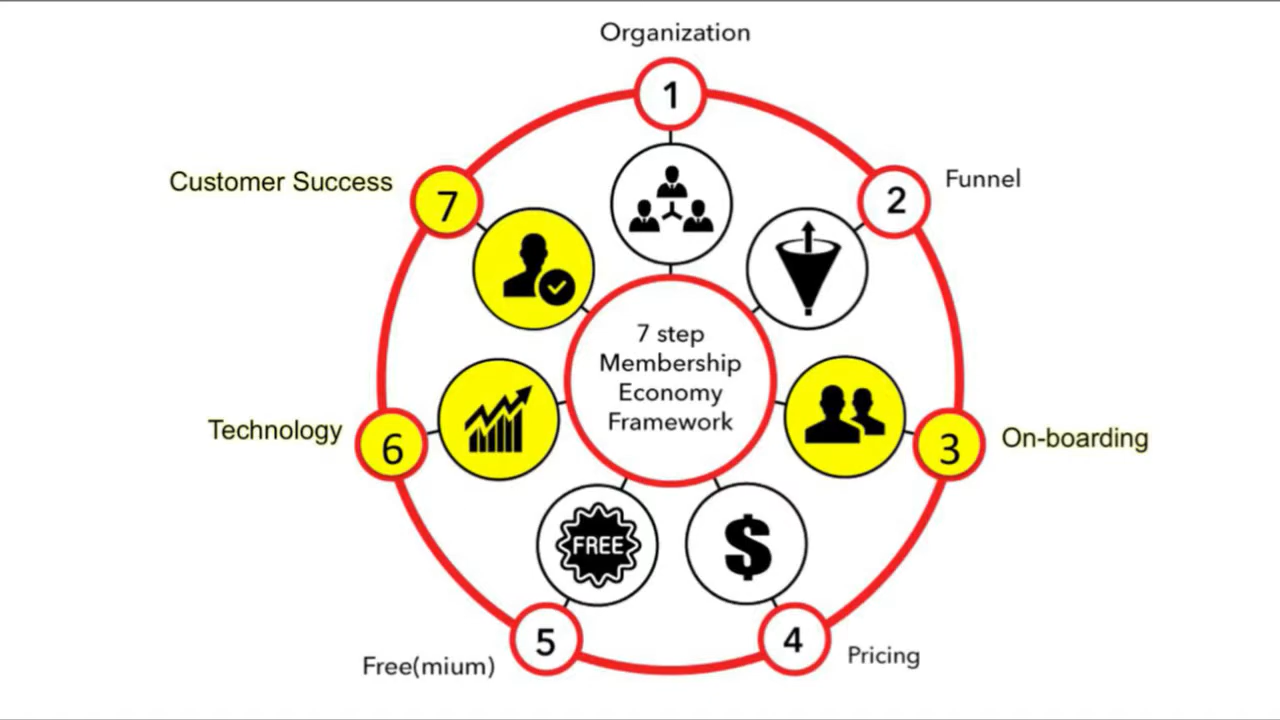 Organization
1
Customer Success
7
2
Funnel
7 step
Membership
Economy
Framework
Technology
6
3
On-boarding
FREE
$
5
4
Free(mium)
Pricing